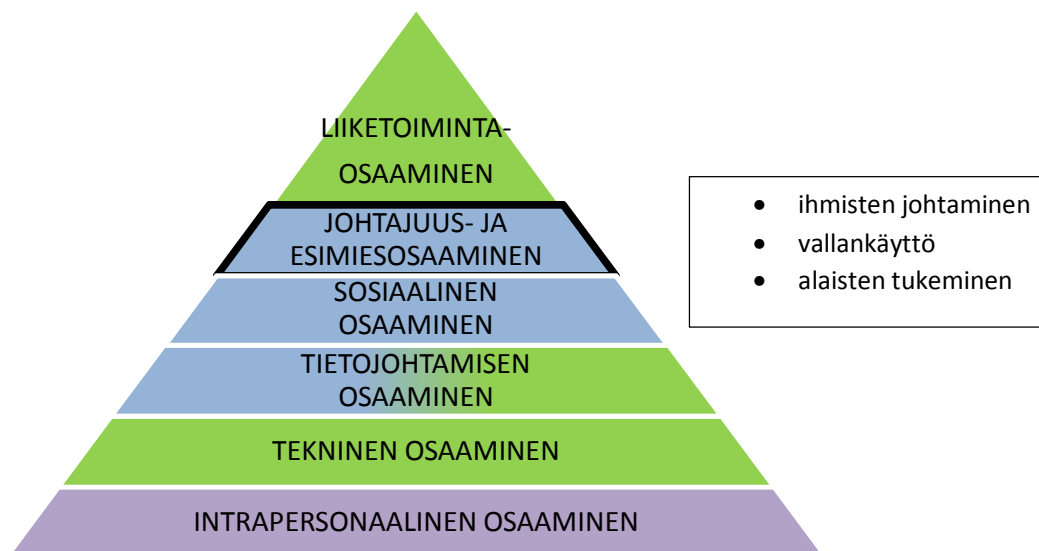 LIIKETOIMINTA-
OSAAMINEN
JOHTAJUUS- JA
ESIMIESOSAAMINEN
SOSIAALINEN
OSAAMINEN
TIETOJOHTAMISEN
OSAAMINEN
TEKNINEN OSAAMINEN
INTRAPERSONAALINEN OSAAMINEN
• ihmisten johtaminen
• vallankäyttö
• alaisten tukeminen